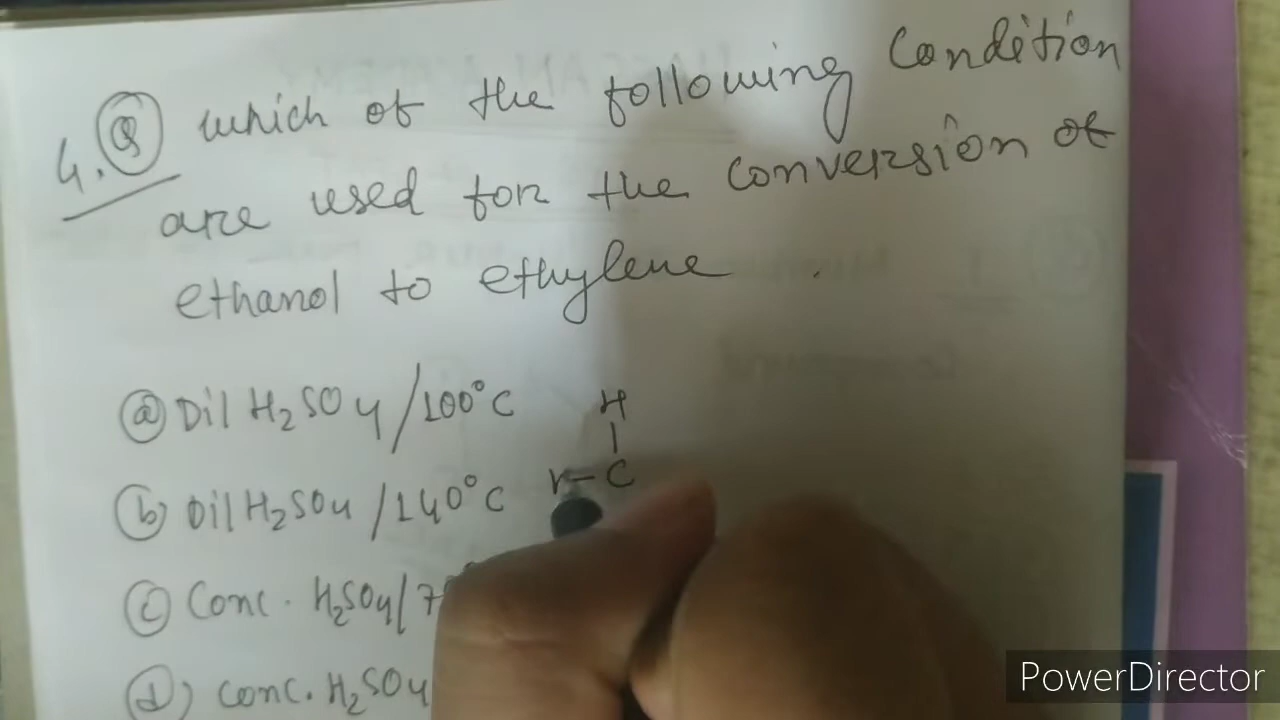 4. Q which of the following Condition
are used for the conversion of
ethanol to ethylene .
(a) Dil H₂SO4/100°C
(b) Dil H₂SO4 /140°C
(c) Conc. H₂SO4/7
(d) Conc. H₂SO4
H
C
PowerDirector